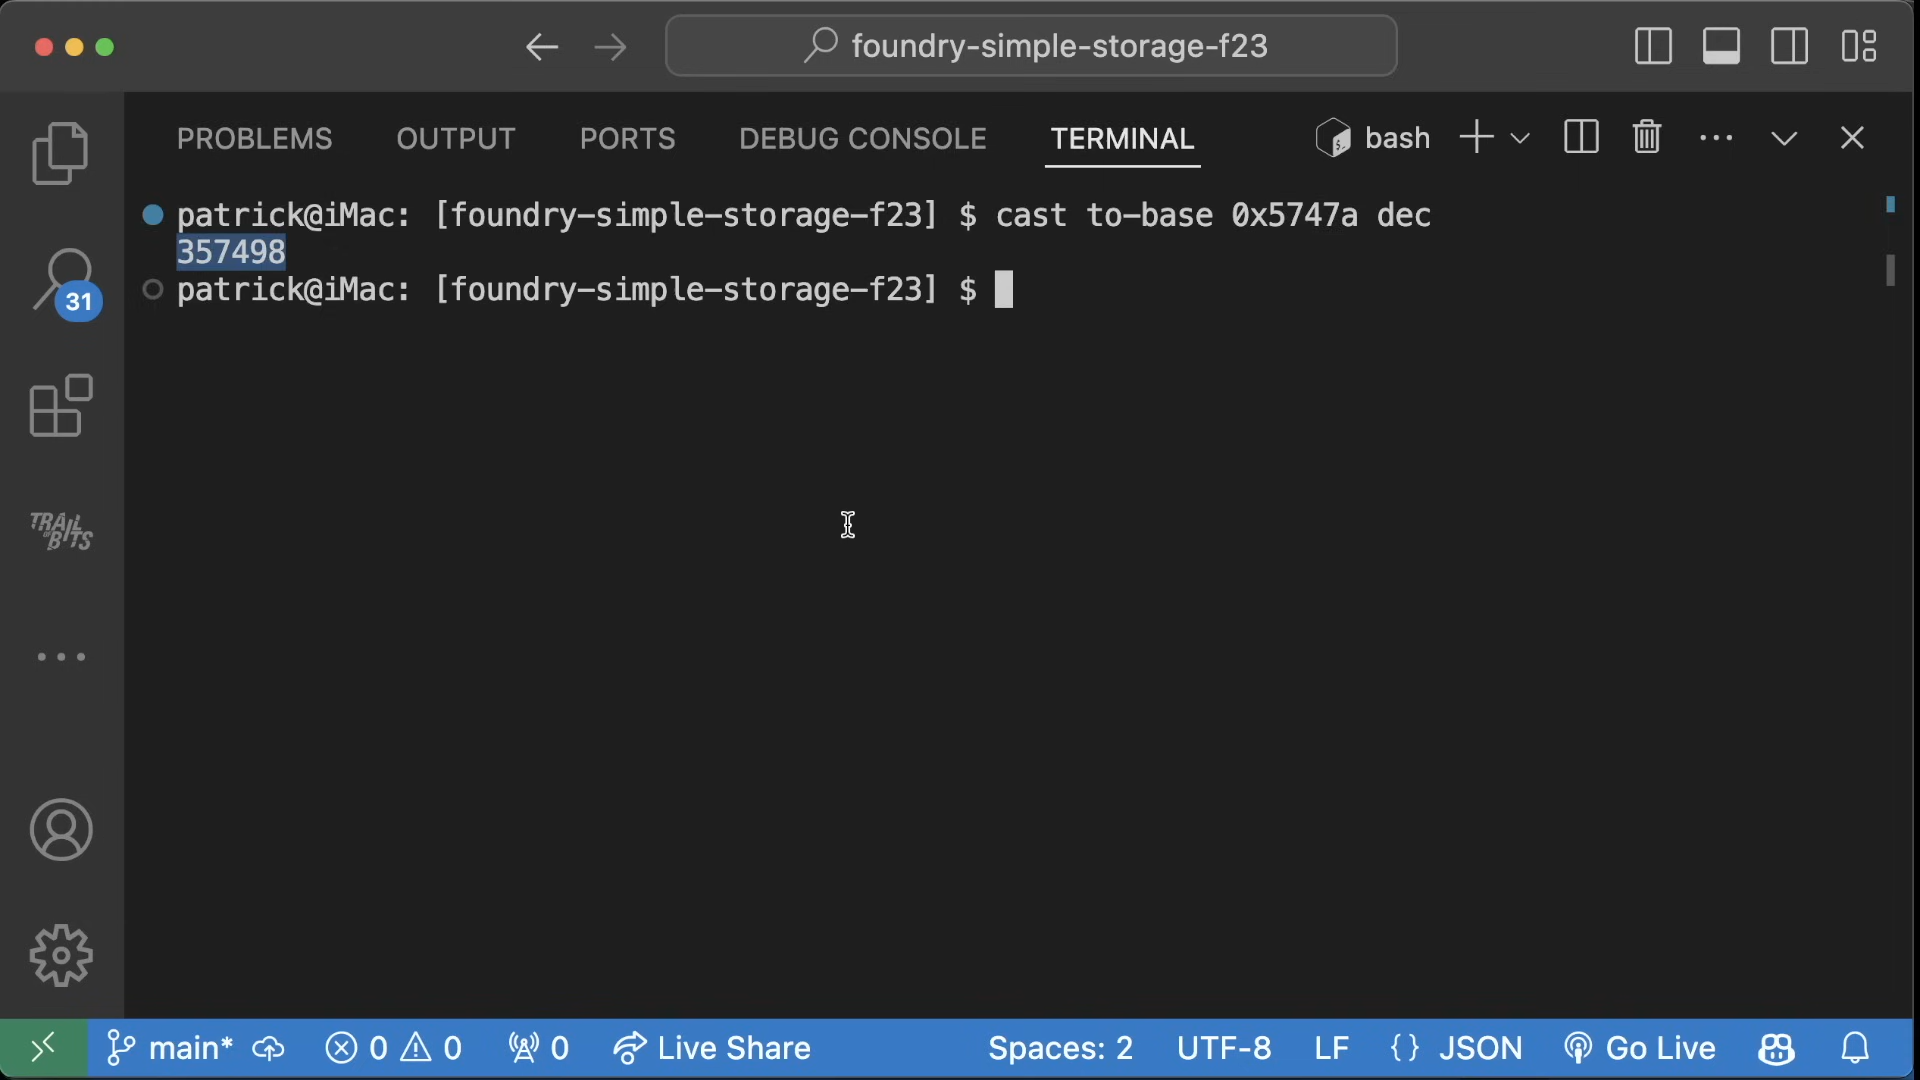 foundry-simple-storage-f23
PROBLEMS OUTPUT PORTS DEBUG CONSOLE TERMINAL bash
patrick@iMac: [foundry-simple-storage-f23] $ cast to-base 0x5747a dec
357498
patrick@iMac: [foundry-simple-storage-f23] $
31
TRAIL OF BITS
main* 0 0 0 Live Share Spaces: 2 UTF-8 LF {} JSON Go Live